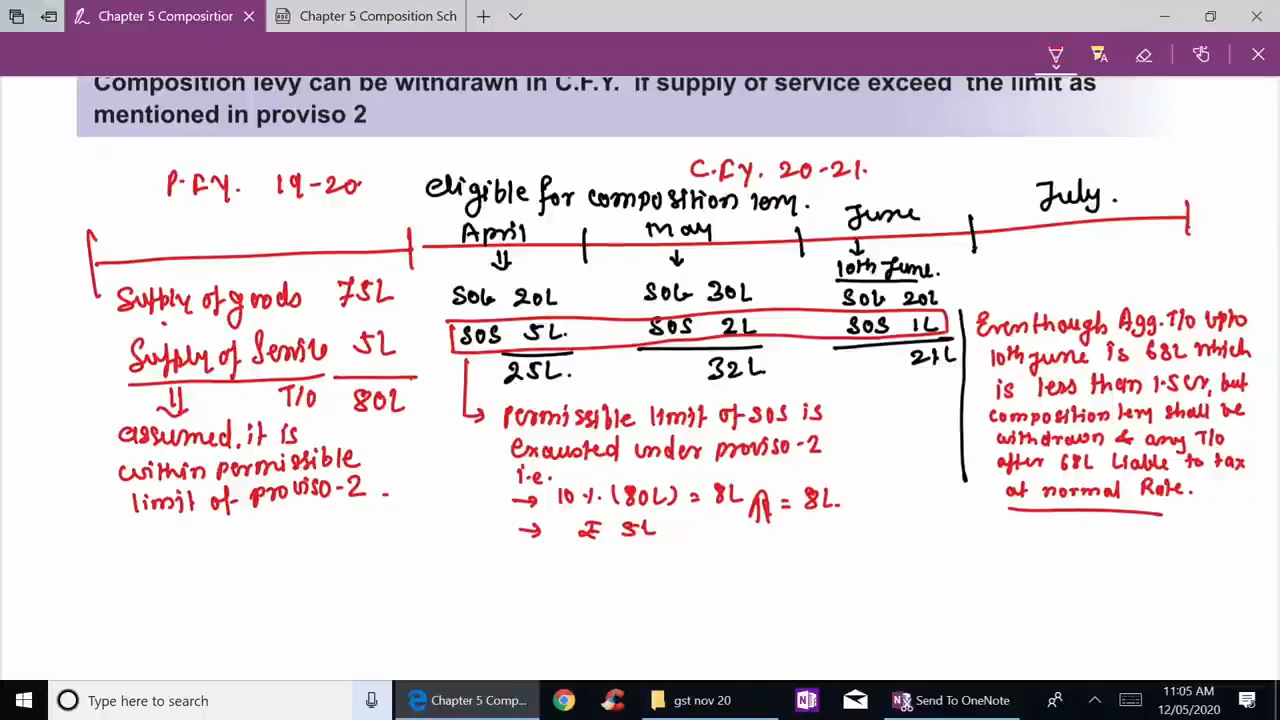 Chapter 5 Composirtior
Chapter 5 Composition Sch
Composition levy can be withdrawn in C.F.Y. if supply of service exceed the limit as
mentioned in proviso 2
P.F.Y. 19-20
C.F.Y. 20-21.
eligible for composition levy.
April
May
June
July.
10th June.
Supply of goods 75L
Supply of Service 5L
T/O 80L
assumed. it is
within permissible
limit of proviso-2.
SOG 20L
SOS 5L.
25L.
SOG 30L
SOS 2L
32L
SOG 20L
SOS 1L
21L
Permissible limit of SOS is
exausted under proviso-2
i.e.
→ 10%.(80L) = 8L ⇑ = 8L.
→ 5L
Eventhough Agg.T/O upto
10th June is 68L which
is less than 1.5cr, but
composition levy shall be
withdrawn & any T/O
after 68L Liable to tax
at normal Rate.
Type here to search
Chapter 5 Comp...
gst nov 20
Send To OneNote
11:05 AM
12/05/2020